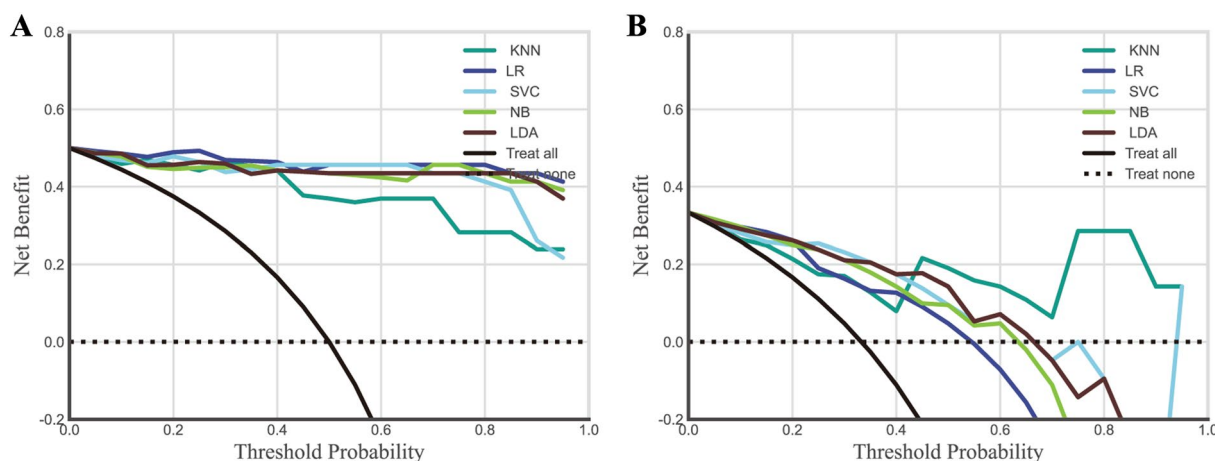 A
Net Benefit
0.8
0.6
0.4
0.2
0.0
-0.2
KNN
LR
SVC
NB
LDA
Treat all
Treat none
0.0 0.2 0.4 0.6 0.8 1.0
Threshold Probability
B
Net Benefit
0.8
0.6
0.4
0.2
0.0
-0.2
KNN
LR
SVC
NB
LDA
Treat all
Treat none
0.0 0.2 0.4 0.6 0.8 1.0
Threshold Probability